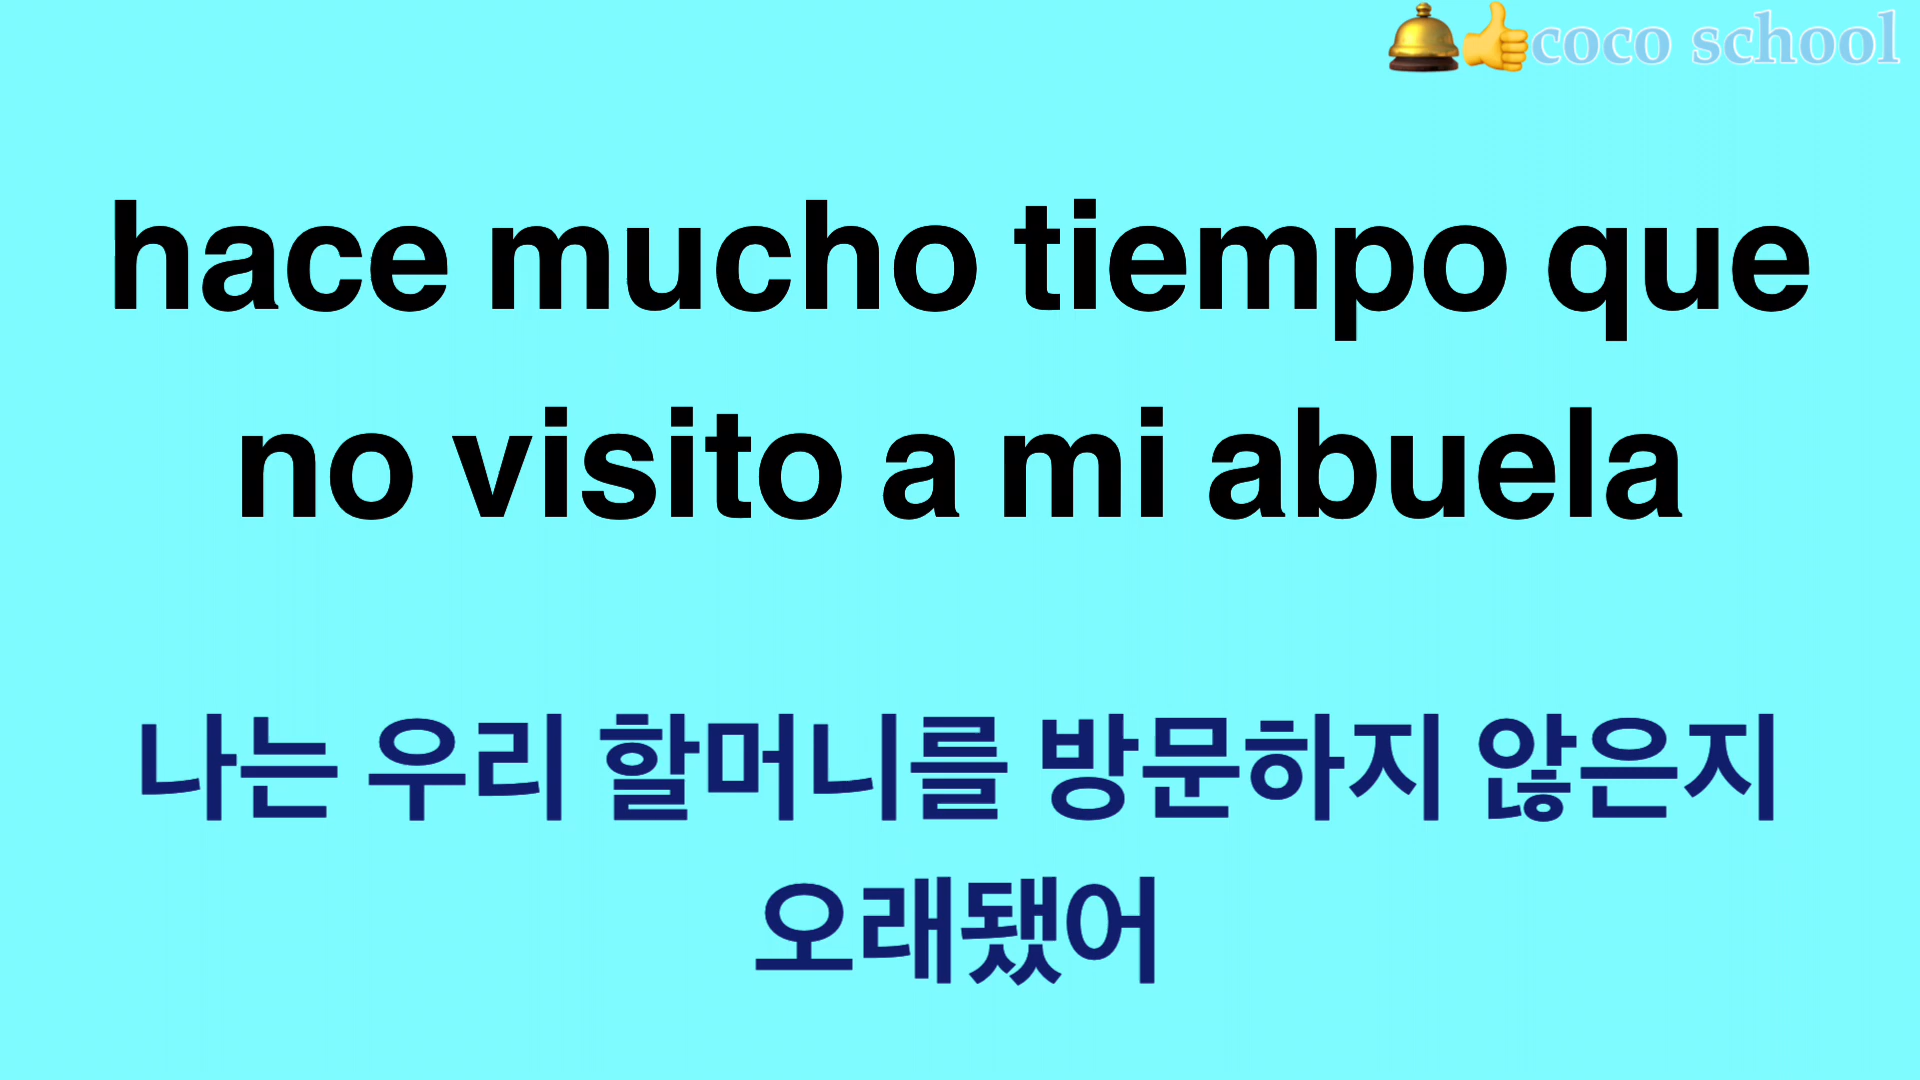 coco school
hace mucho tiempo que
no visito a mi abuela
나는 우리 할머니를 방문하지 않은지
오래됐어